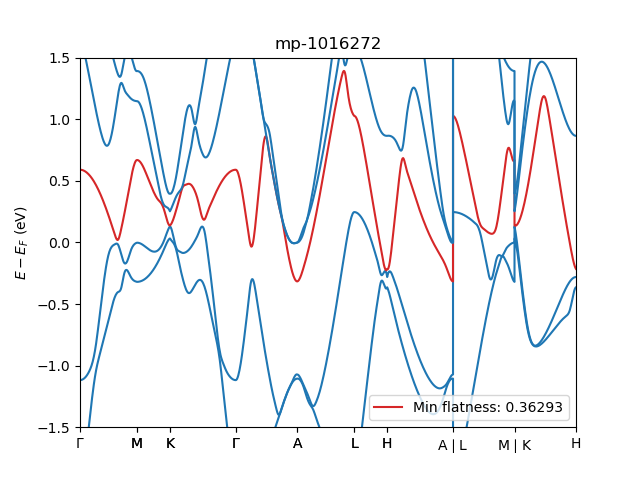 mp-1016272
E − E_F (eV)
1.5
1.0
0.5
0.0
−0.5
−1.0
−1.5
Min flatness: 0.36293
Γ M K Γ A L H A | L M | K H